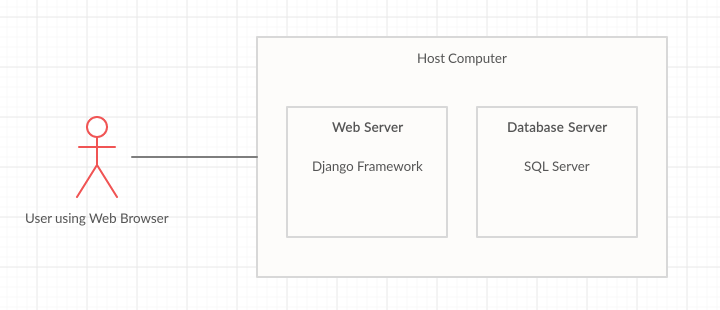 Host Computer
Web Server
Database Server
Django Framework
SQL Server
User using Web Browser